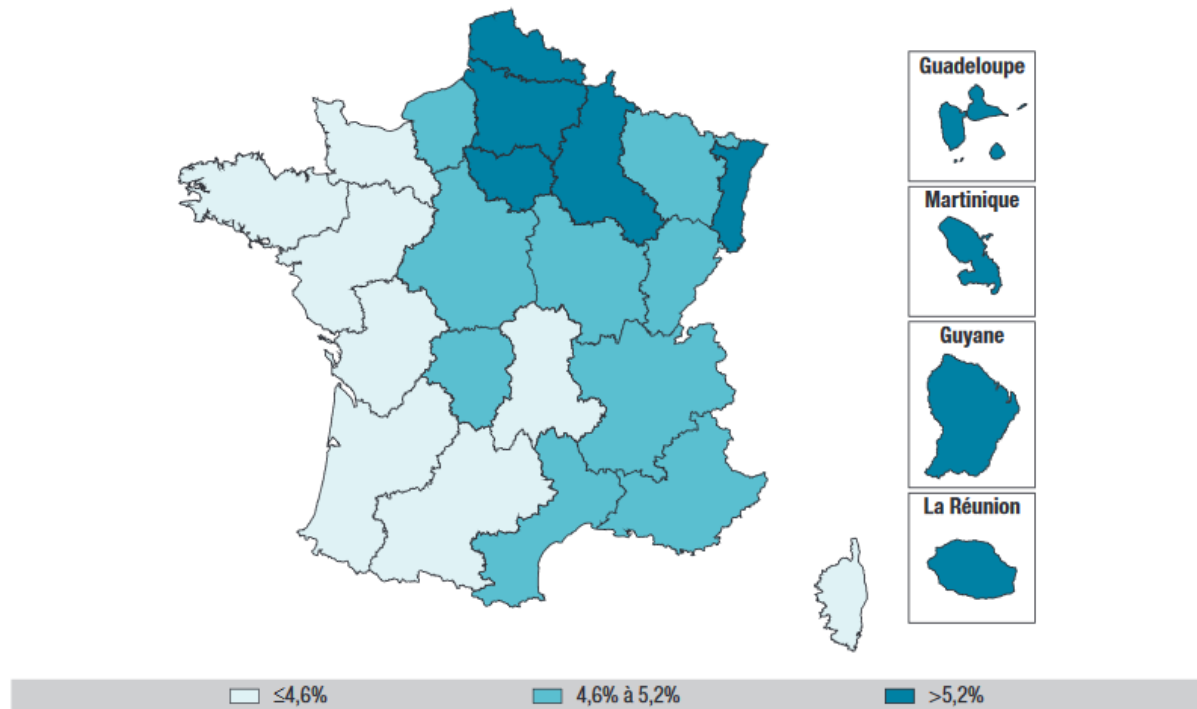 Guadeloupe
Martinique
Guyane
La Réunion
≤4,6%
4,6% à 5,2%
>5,2%